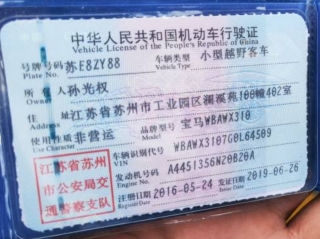 中华人民共和国机动车行驶证
Vehicle License of the People's Republic of China
号牌号码 苏E8ZY88 车辆类型 小型越野客车
Plate No. Vehicle Type
所有人 孙光权
Owner
住址 江苏省苏州市工业园区澜溪苑100幢402室
Address
使用性质 非营运 品牌型号 宝马WBAWX310
Use Character Model
江苏省苏州市公安局交通警察支队
车辆识别代号 WBAWX3107G0L64509
VIN
发动机号码 A4451356N20B20A
Engine No.
注册日期 2016-05-24 发证日期 2019-06-26
Register Date Issue Date